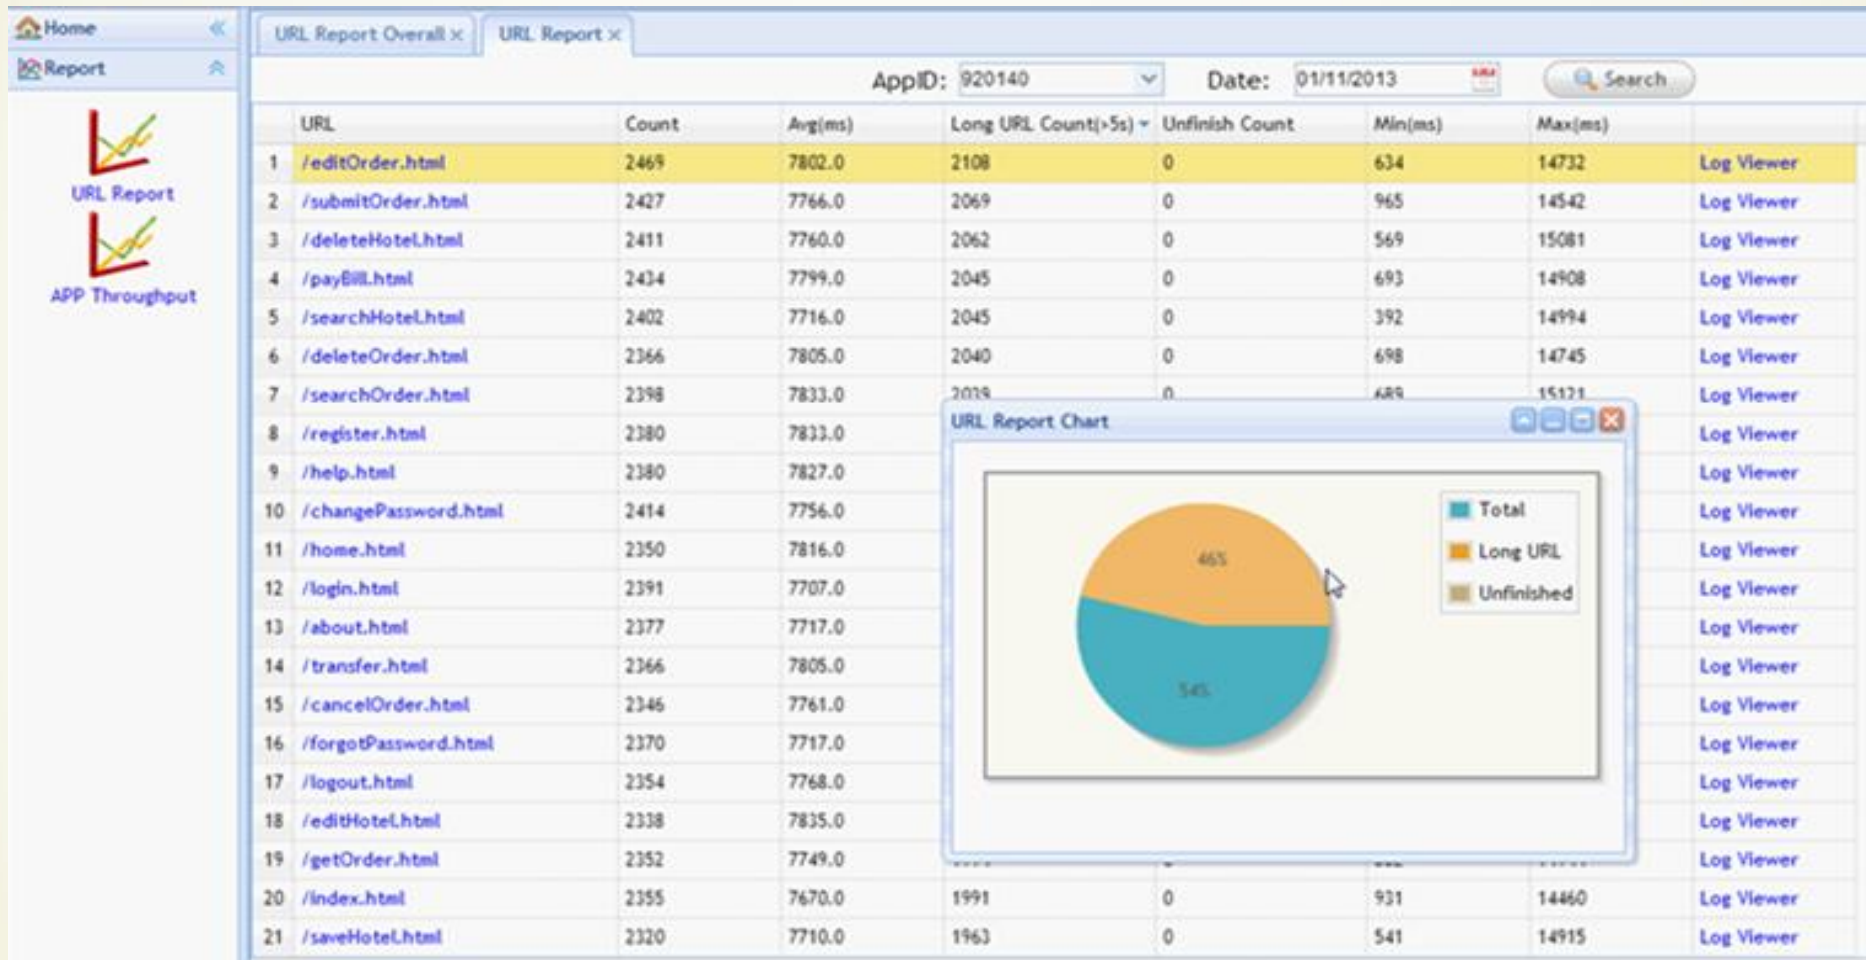 Home
Report
URL Report
APP Throughput
URL Report Overall x URL Report x
AppID: 920140 Date: 01/11/2013 Search
URL Count Avg(ms) Long URL Count(>5s) Unfinish Count Min(ms) Max(ms)
1 /editOrder.html 2469 7802.0 2108 0 634 14732 Log Viewer
2 /submitOrder.html 2427 7766.0 2069 0 965 14542 Log Viewer
3 /deleteHotel.html 2411 7760.0 2062 0 569 15081 Log Viewer
4 /payBill.html 2434 7799.0 2045 0 693 14908 Log Viewer
5 /searchHotel.html 2402 7716.0 2045 0 392 14994 Log Viewer
6 /deleteOrder.html 2366 7805.0 2040 0 698 14745 Log Viewer
7 /searchOrder.html 2398 7833.0 2039 0 689 15121 Log Viewer
8 /register.html 2380 7833.0 Log Viewer
9 /help.html 2380 7827.0 Log Viewer
10 /changePassword.html 2414 7756.0 Log Viewer
11 /home.html 2350 7816.0 Log Viewer
12 /login.html 2391 7707.0 Log Viewer
13 /about.html 2377 7717.0 Log Viewer
14 /transfer.html 2366 7805.0 Log Viewer
15 /cancelOrder.html 2346 7761.0 Log Viewer
16 /forgotPassword.html 2370 7717.0 Log Viewer
17 /logout.html 2354 7768.0 Log Viewer
18 /editHotel.html 2338 7835.0 Log Viewer
19 /getOrder.html 2352 7749.0 Log Viewer
20 /index.html 2355 7670.0 1991 0 931 14460 Log Viewer
21 /saveHotel.html 2320 7710.0 1963 0 541 14915 Log Viewer
URL Report Chart
46%
54%
Total
Long URL
Unfinished